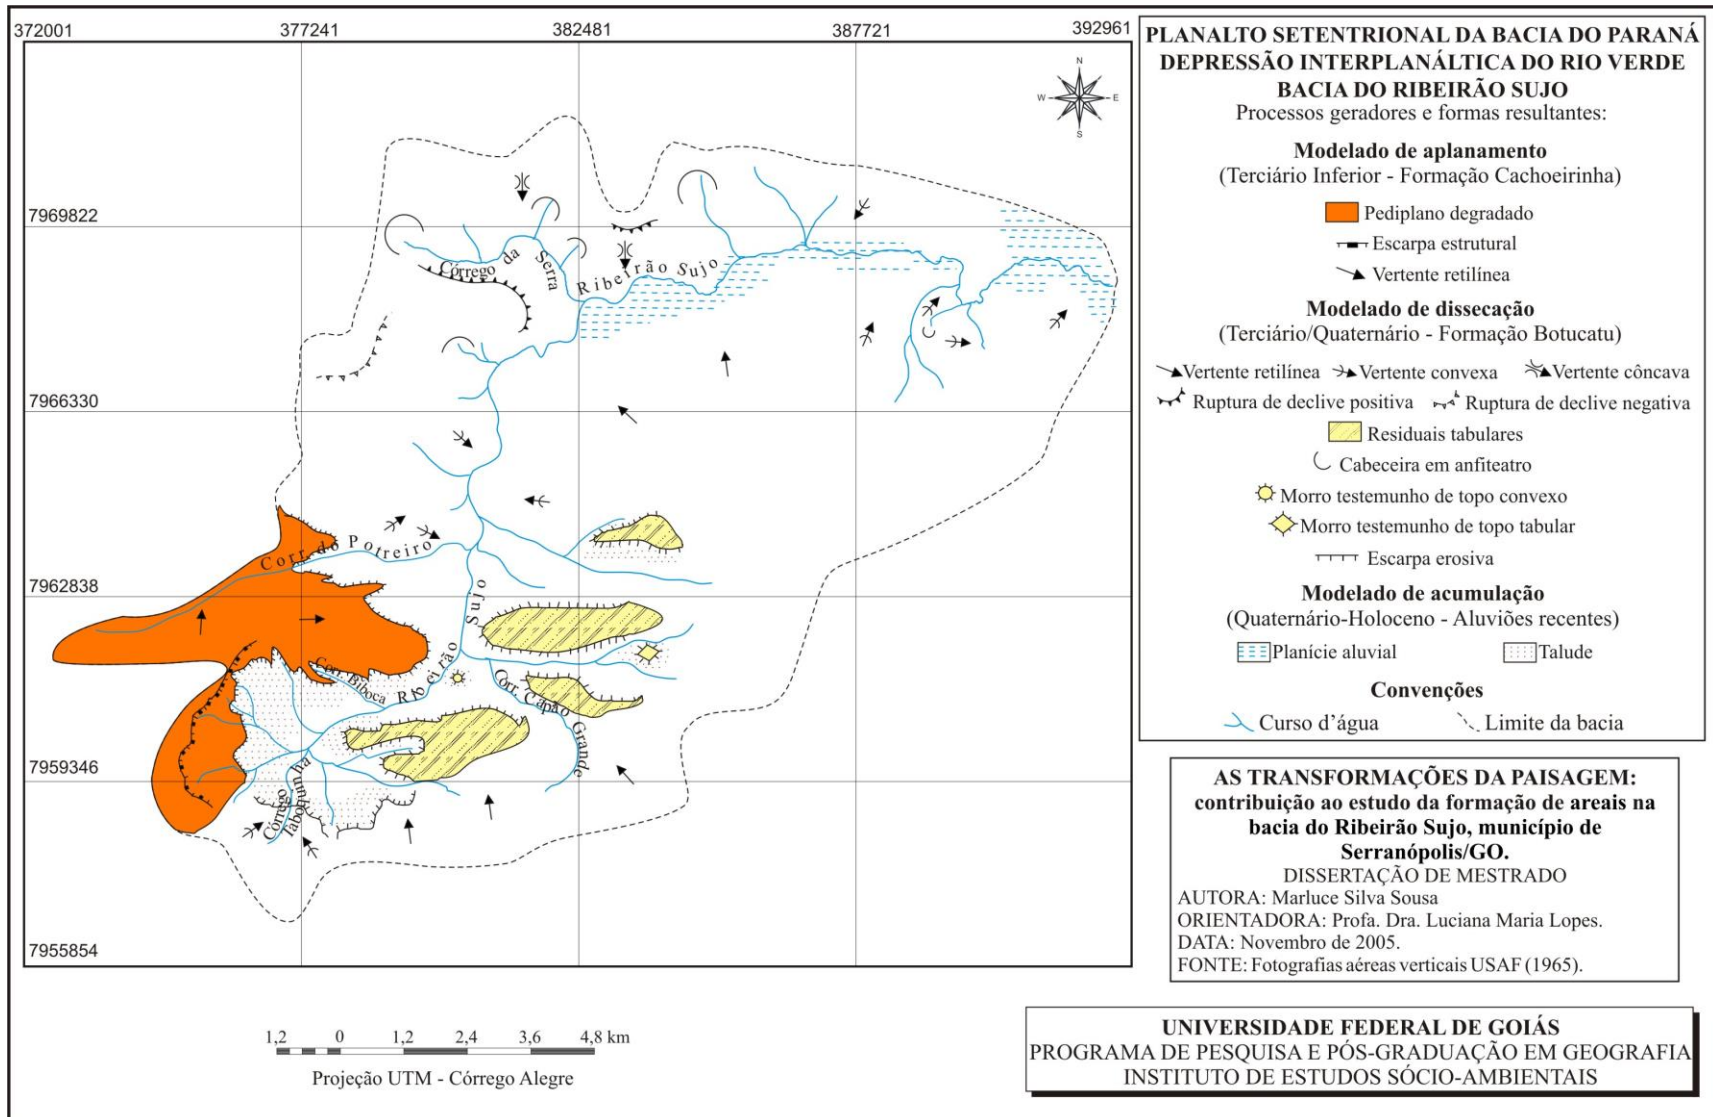 372001
377241
382481
387721
392961
N
W
E
S
7969822
7966330
7962838
7959346
7955854
Córrego da Serra
Ribeirão Sujo
Corr. do Potreiro
Ribeirão Sujo
Corr. Biboca
Corr. Capão Grande
Córrego Taboquinha
1,2 0 1,2 2,4 3,6 4,8 km
Projeção UTM - Córrego Alegre
PLANALTO SETENTRIONAL DA BACIA DO PARANÁ
DEPRESSÃO INTERPLANÁLTICA DO RIO VERDE
BACIA DO RIBEIRÃO SUJO
Processos geradores e formas resultantes:
Modelado de aplanamento
(Terciário Inferior - Formação Cachoeirinha)
Pediplano degradado
Escarpa estrutural
Vertente retilínea
Modelado de dissecação
(Terciário/Quaternário - Formação Botucatu)
Vertente retilínea Vertente convexa Vertente côncava
Ruptura de declive positiva Ruptura de declive negativa
Residuais tabulares
Cabeceira em anfiteatro
Morro testemunho de topo convexo
Morro testemunho de topo tabular
Escarpa erosiva
Modelado de acumulação
(Quaternário-Holoceno - Aluviões recentes)
Planície aluvial Talude
Convenções
Curso d'água Limite da bacia
AS TRANSFORMAÇÕES DA PAISAGEM:
contribuição ao estudo da formação de areais na
bacia do Ribeirão Sujo, município de
Serranópolis/GO.
DISSERTAÇÃO DE MESTRADO
AUTORA: Marluce Silva Sousa
ORIENTADORA: Profa. Dra. Luciana Maria Lopes.
DATA: Novembro de 2005.
FONTE: Fotografias aéreas verticais USAF (1965).
UNIVERSIDADE FEDERAL DE GOIÁS
PROGRAMA DE PESQUISA E PÓS-GRADUAÇÃO EM GEOGRAFIA
INSTITUTO DE ESTUDOS SÓCIO-AMBIENTAIS